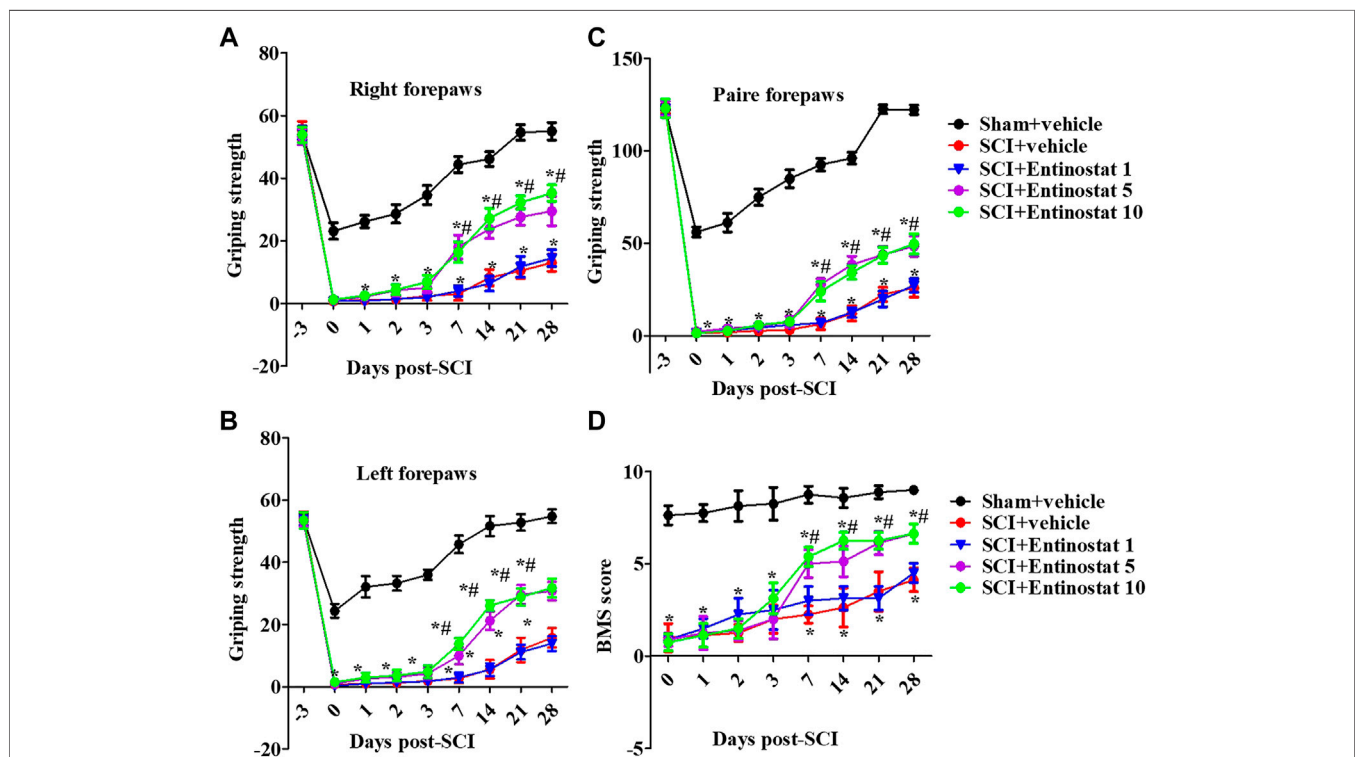 A
80
60
40
20
0
-20
Griping strength
Right forepaws
*
*
*
*#
*#
*#
*#
*
*
*
*
-3 0 1 2 3 7 14 21 28
Days post-SCI
C
150
100
50
0
Griping strength
Paire forepaws
*
*
*
*
*#
*#
*#
*#
*
*
*
*
-3 0 1 2 3 7 14 21 28
Days post-SCI
Sham+vehicle
SCI+vehicle
SCI+Entinostat 1
SCI+Entinostat 5
SCI+Entinostat 10
B
80
60
40
20
0
-20
Griping strength
Left forepaws
*
*
*
*
*#
*#
*#
*#
*
*
*
*
-3 0 1 2 3 7 14 21 28
Days post-SCI
D
10
5
0
-5
BMS score
*
*
*
*
*#
*#
*#
*#
*
*
*
*
0 1 2 3 7 14 21 28
Days post-SCI
Sham+vehicle
SCI+vehicle
SCI+Entinostat 1
SCI+Entinostat 5
SCI+Entinostat 10